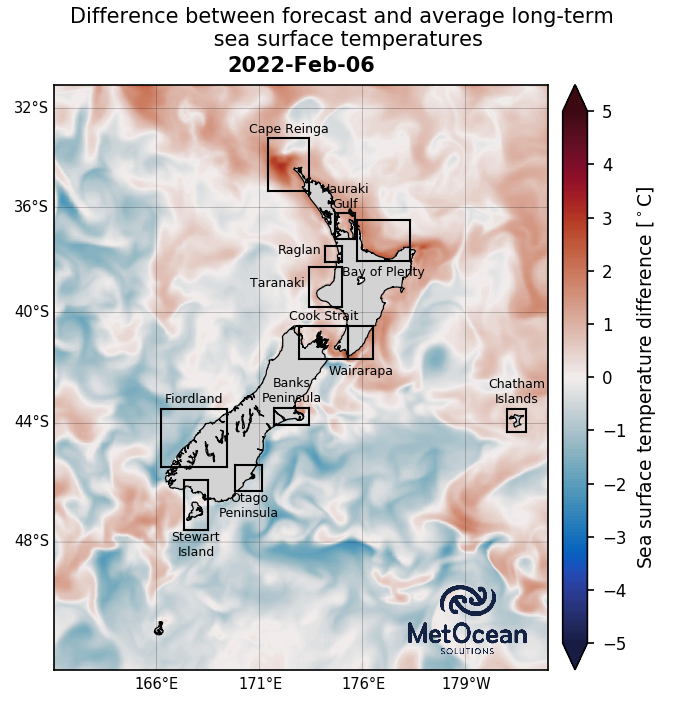 Difference between forecast and average long-term
sea surface temperatures
2022-Feb-06
32°S
36°S
40°S
44°S
48°S
166°E
171°E
176°E
179°W
Cape Reinga
Hauraki
Gulf
Raglan
Bay of Plenty
Taranaki
Cook Strait
Wairarapa
Banks
Peninsula
Fiordland
Chatham
Islands
Otago
Peninsula
Stewart
Island
MetOcean
SOLUTIONS
5
4
3
2
1
0
−1
−2
−3
−4
−5
Sea surface temperature difference [°C]